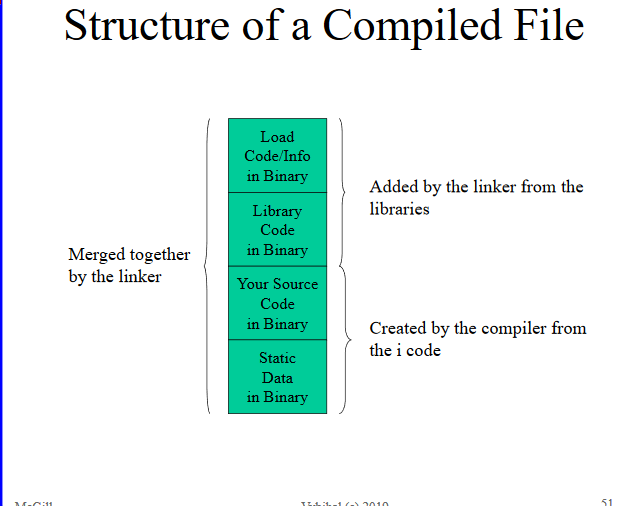 Structure of a Compiled File
Load
Code/Info
in Binary
Library
Code
in Binary
Your Source
Code
in Binary
Static
Data
in Binary
Merged together
by the linker
Added by the linker from the
libraries
Created by the compiler from
the i code
McGill
(c) 2010
51